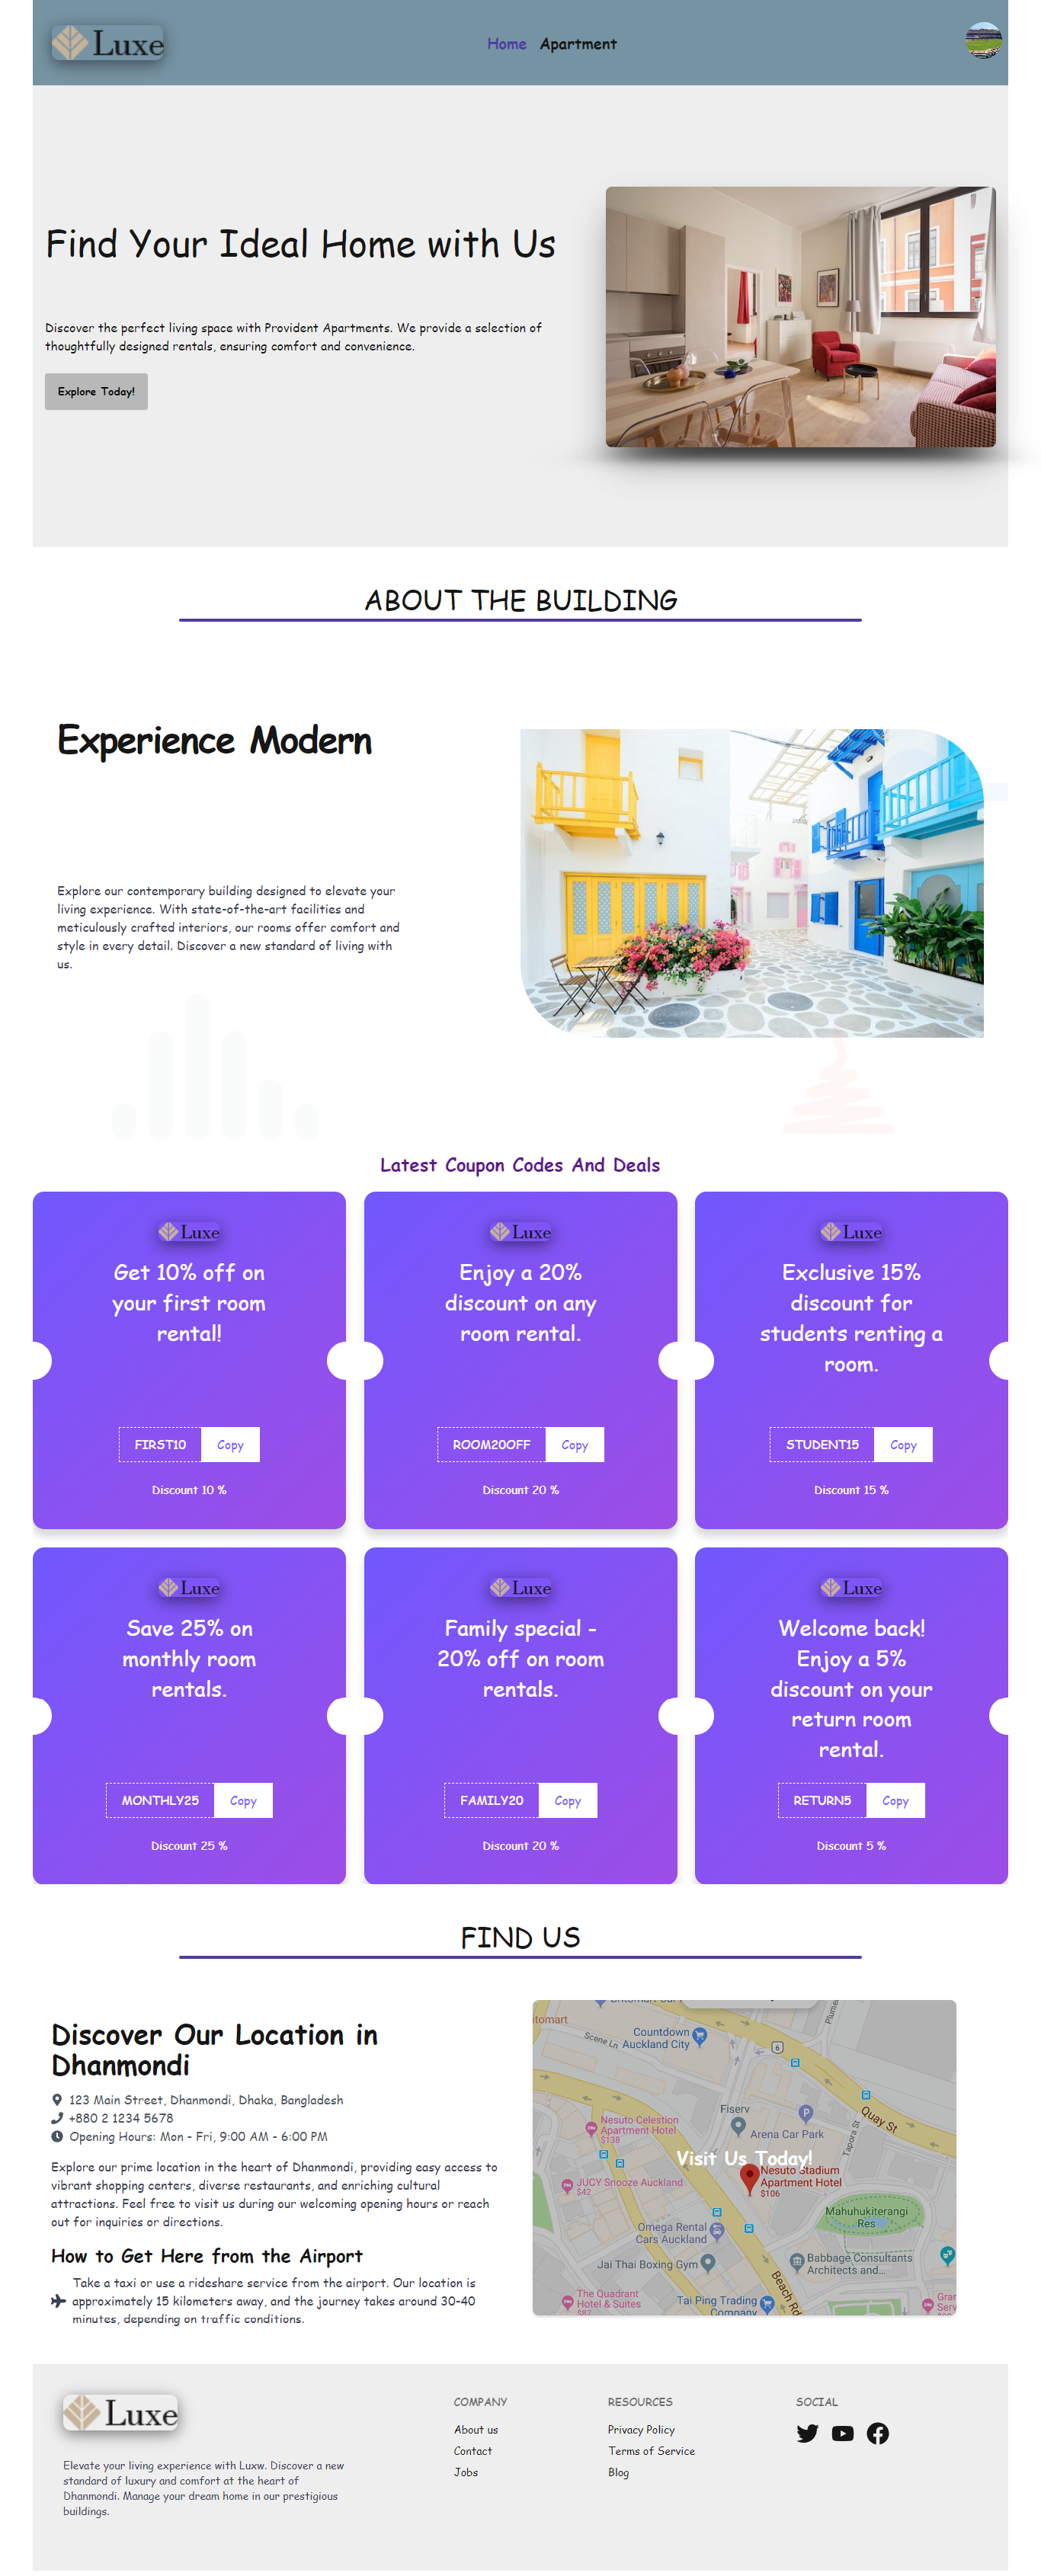 Luxe
Home Apartment
Find Your Ideal Home with Us
Discover the perfect living space with Provident Apartments. We provide a selection of
thoughtfully designed rentals, ensuring comfort and convenience.
Explore Today!
ABOUT THE BUILDING
Experience Modern
Explore our contemporary building designed to elevate your
living experience. With state-of-the-art facilities and
meticulously crafted interiors, our rooms offer comfort and
style in every detail. Discover a new standard of living with
us.
Latest Coupon Codes And Deals
Luxe
Get 10% off on
your first room
rental!
FIRST10 Copy
Discount 10 %
Luxe
Enjoy a 20%
discount on any
room rental.
ROOM20OFF Copy
Discount 20 %
Luxe
Exclusive 15%
discount for
students renting a
room.
STUDENT15 Copy
Discount 15 %
Luxe
Save 25% on
monthly room
rentals.
MONTHLY25 Copy
Discount 25 %
Luxe
Family special -
20% off on room
rentals.
FAMILY20 Copy
Discount 20 %
Luxe
Welcome back!
Enjoy a 5%
discount on your
return room
rental.
RETURN5 Copy
Discount 5 %
FIND US
Discover Our Location in
Dhanmondi
123 Main Street, Dhanmondi, Dhaka, Bangladesh
+880 2 1234 5678
Opening Hours: Mon - Fri, 9:00 AM - 6:00 PM
Explore our prime location in the heart of Dhanmondi, providing easy access to
vibrant shopping centers, diverse restaurants, and enriching cultural
attractions. Feel free to visit us during our welcoming opening hours or reach
out for inquiries or directions.
How to Get Here from the Airport
Take a taxi or use a rideshare service from the airport. Our location is
approximately 15 kilometers away, and the journey takes around 30-40
minutes, depending on traffic conditions.
itomart
Scene Ln
Countdown
Auckland City
6
Fiserv
Arena Car Park
Quay St
Tapora St
Nesuto Celestion
Apartment Hotel
$138
Visit Us Today!
Nesuto Stadium
Apartment Hotel
$106
JUCY Snooze Auckland
$42
Mahuhukiterangi
Res
Omega Rental
Cars Auckland
Jai Thai Boxing Gym
Babbage Consultants
Architects and...
Beach Rd
The Quadrant
Hotel & Suites
$87
Tai Ping Trading
Company
Luxe
Elevate your living experience with Luxw. Discover a new
standard of luxury and comfort at the heart of
Dhanmondi. Manage your dream home in our prestigious
buildings.
COMPANY
About us
Contact
Jobs
RESOURCES
Privacy Policy
Terms of Service
Blog
SOCIAL